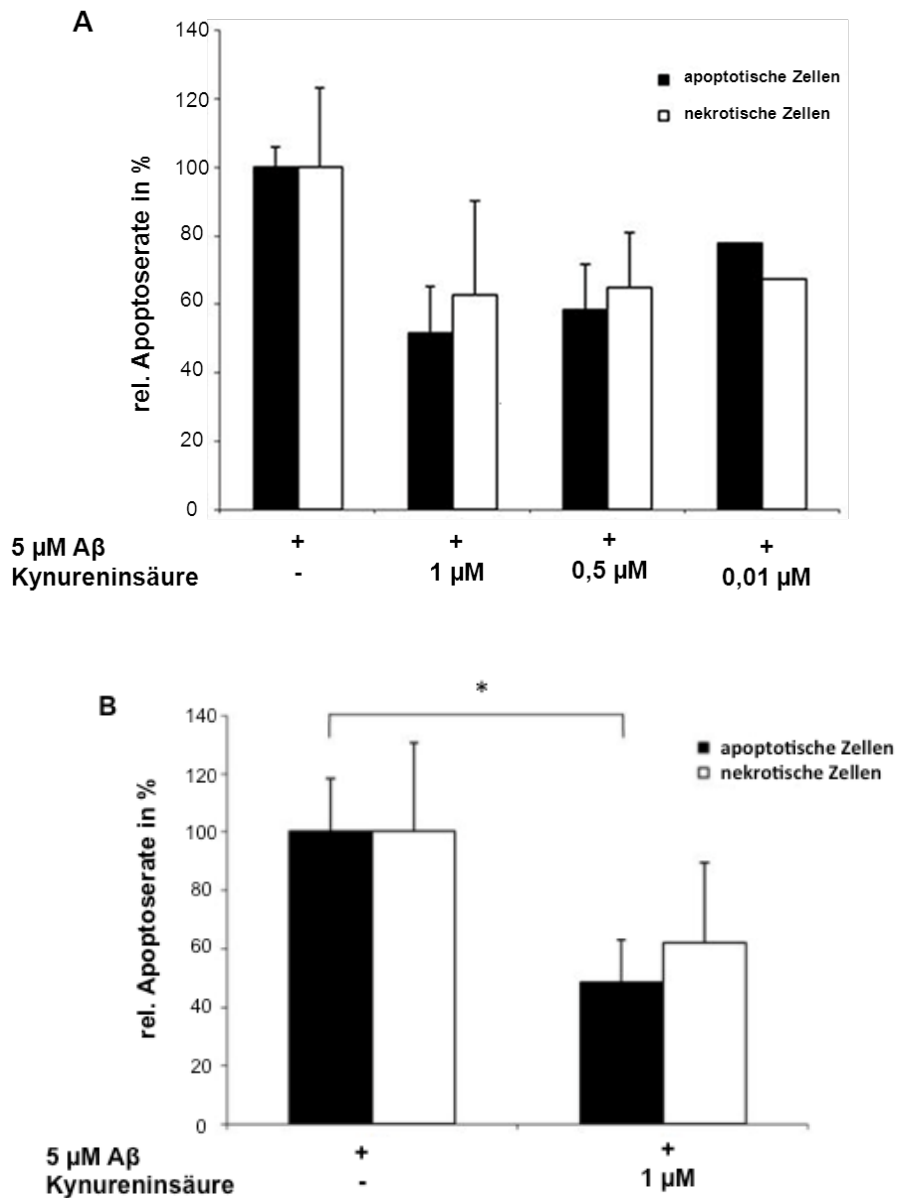 A
140
120
100
80
60
40
20
0
rel. Apoptoserate in %
apoptotische Zellen
nekrotische Zellen
5 µM Aβ + + + +
Kynureninsäure - 1 µM 0,5 µM 0,01 µM
B
*
140
120
100
80
60
40
20
0
rel. Apoptoserate in %
apoptotische Zellen
nekrotische Zellen
5 µM Aβ + +
Kynureninsäure - 1 µM